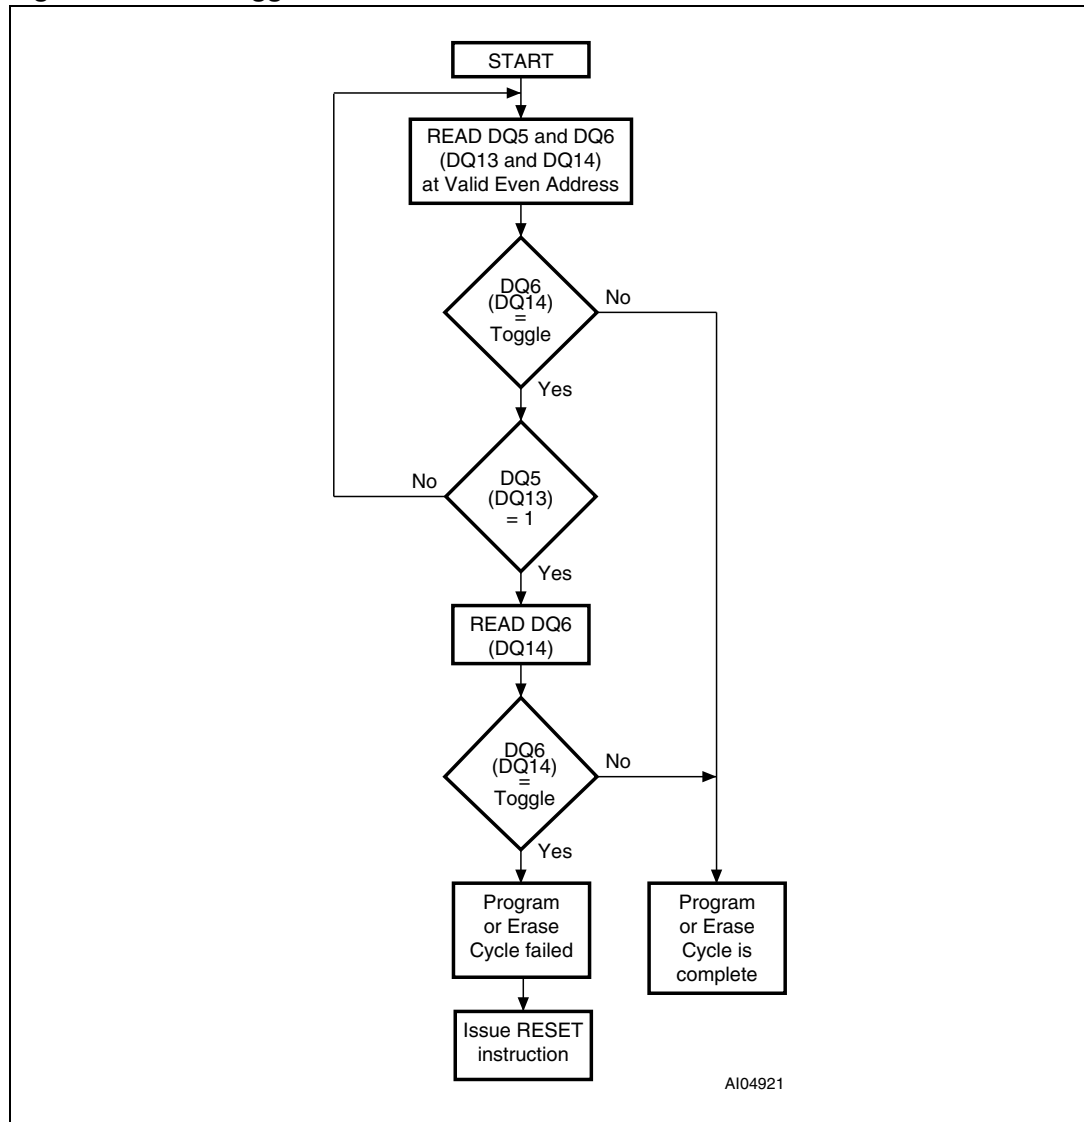 START
READ DQ5 and DQ6
(DQ13 and DQ14)
at Valid Even Address
DQ6
(DQ14)
=
Toggle
No
Yes
DQ5
(DQ13)
= 1
No
Yes
READ DQ6
(DQ14)
DQ6
(DQ14)
=
Toggle
No
Yes
Program
or Erase
Cycle failed
Program
or Erase
Cycle is
complete
Issue RESET
instruction
AI04921